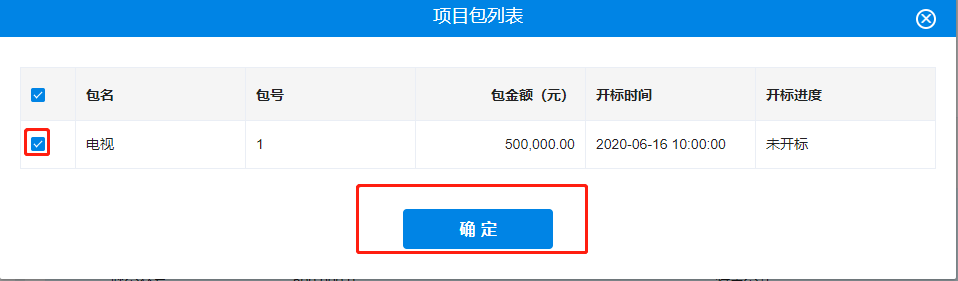 项目包列表
包名 包号 包金额（元） 开标时间 开标进度
电视 1 500,000.00 2020-06-16 10:00:00 未开标
确 定